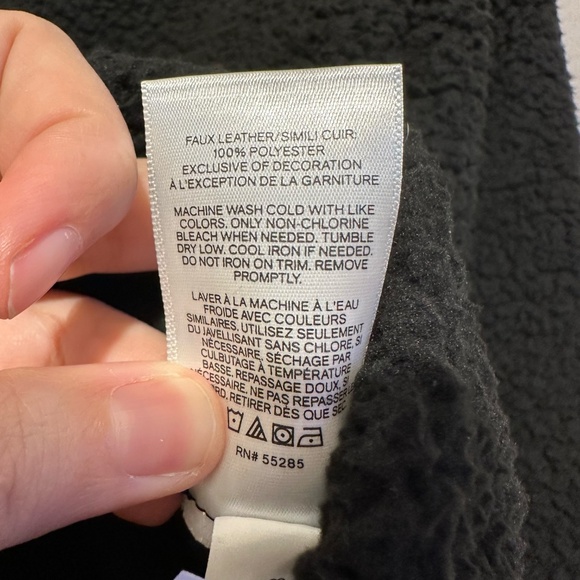 FAUX LEATHER/SIMILI CUIR:
100% POLYESTER
EXCLUSIVE OF DECORATION
À L'EXCEPTION DE LA GARNITURE
MACHINE WASH COLD WITH LIKE
COLORS. ONLY NON-CHLORINE
BLEACH WHEN NEEDED. TUMBLE
DRY LOW. COOL IRON IF NEEDED.
DO NOT IRON ON TRIM. REMOVE
PROMPTLY.
LAVER À LA MACHINE À L'EAU
FROIDE AVEC COULEURS
SIMILAIRES, UTILISEZ SEULEMENT
DU JAVELLISANT SANS CHLORE, SI
NÉCESSAIRE, SÉCHAGE PAR
CULBUTAGE À TEMPÉRATURE
BASSE, REPASSAGE DOUX, SI
NÉCESSAIRE, NE PAS REPASSER
RETIRER DÈS QUE SEC
RN# 55285